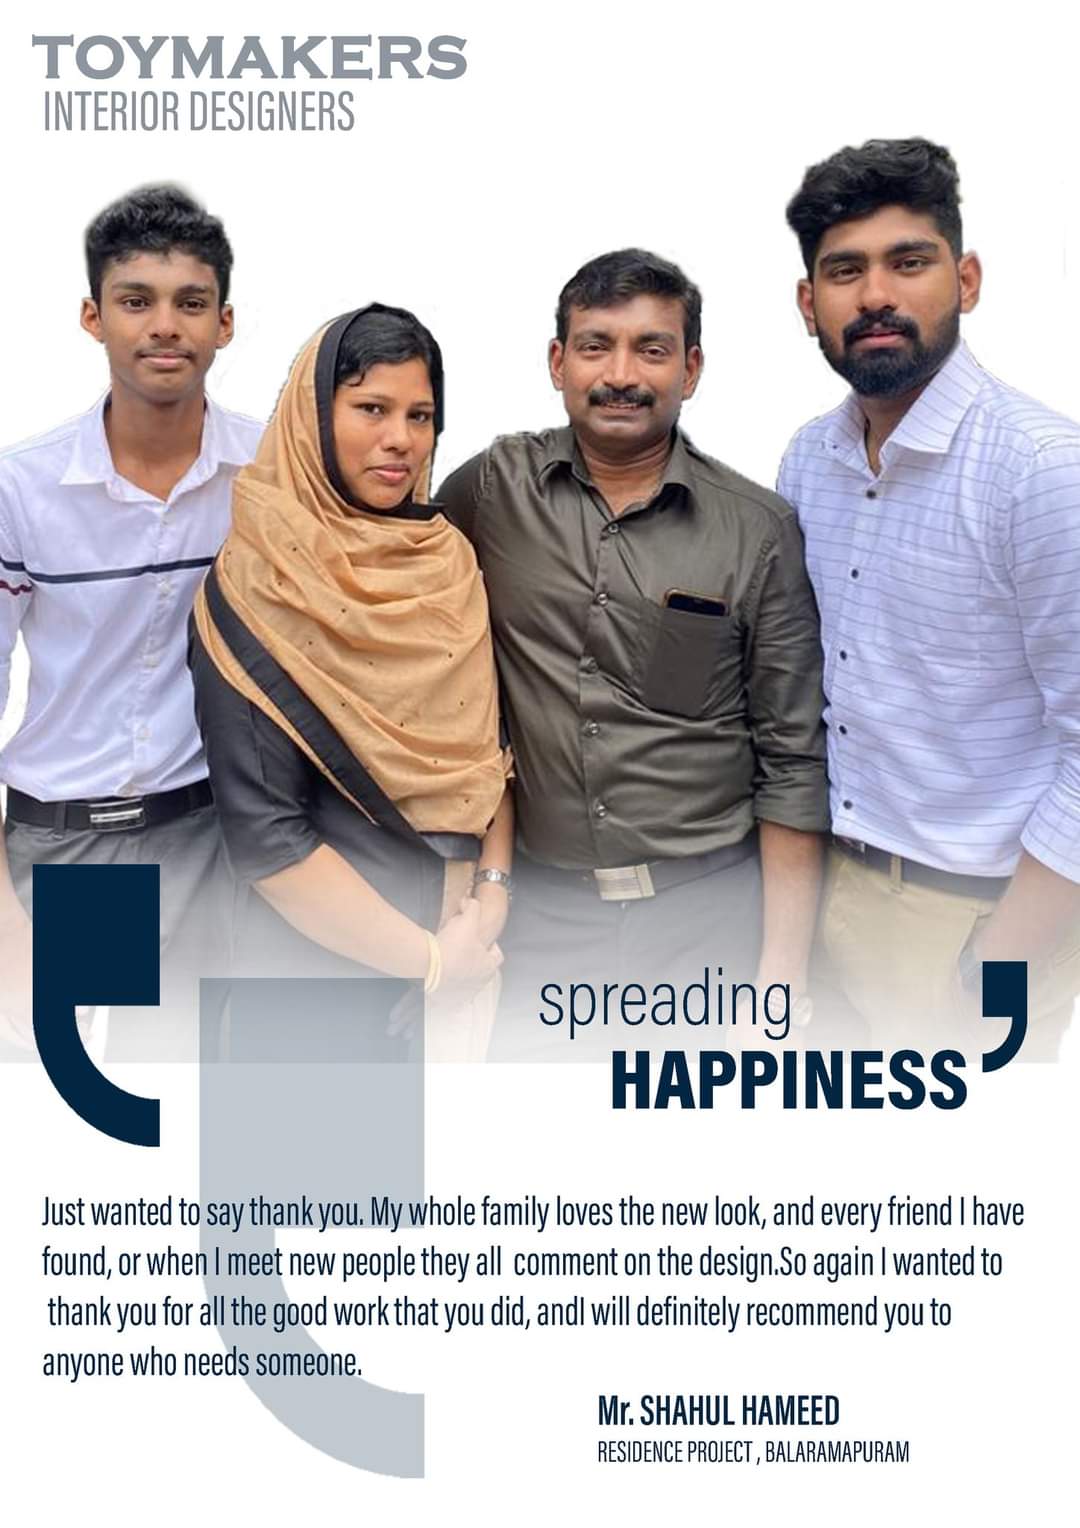 TOYMAKERS
INTERIOR DESIGNERS
spreading
HAPPINESS’
Just wanted to say thank you. My whole family loves the new look, and every friend I have
found, or when I meet new people they all comment on the design.So again I wanted to
thank you for all the good work that you did, andI will definitely recommend you to
anyone who needs someone.
Mr. SHAHUL HAMEED
RESIDENCE PROJECT , BALARAMAPURAM